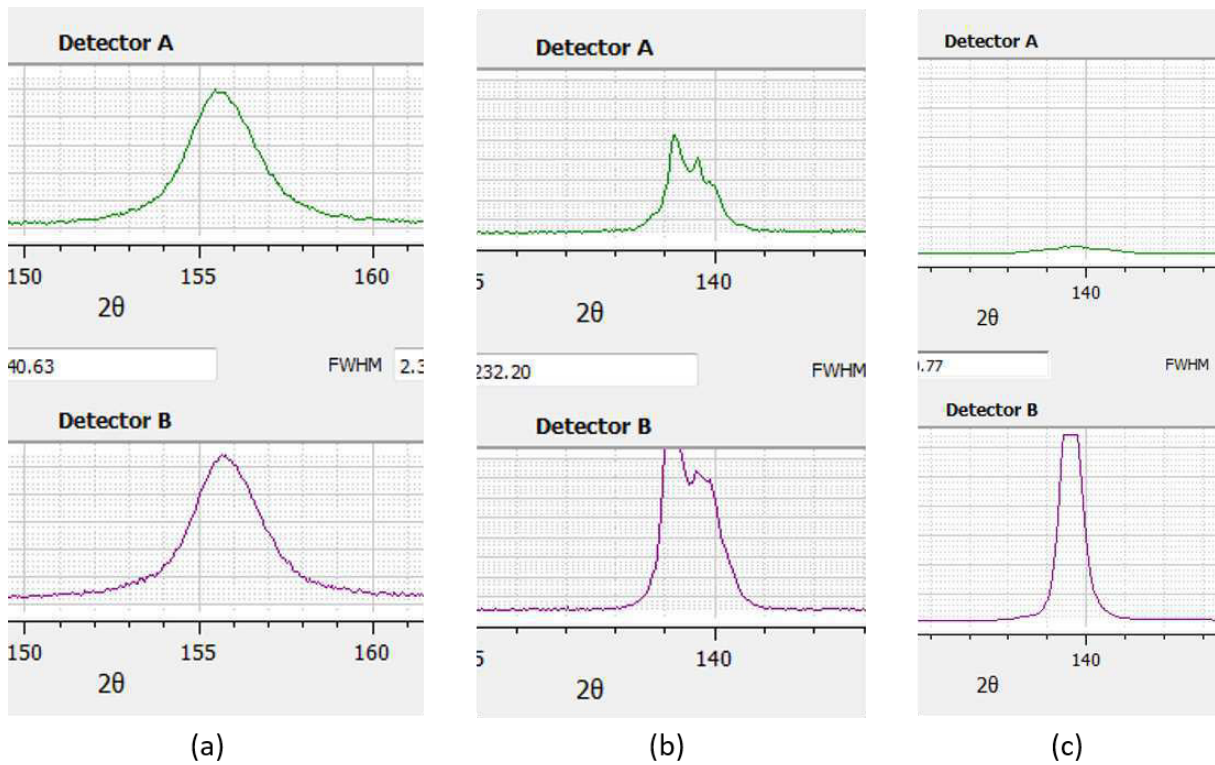 Detector A
150 155 160
2θ
40.63 FWHM 2.3
Detector B
150 155 160
2θ
(a)
Detector A
5 140
2θ
232.20 FWHM
Detector B
5 140
2θ
(b)
Detector A
140
2θ
.77 FWHM
Detector B
140
2θ
(c)